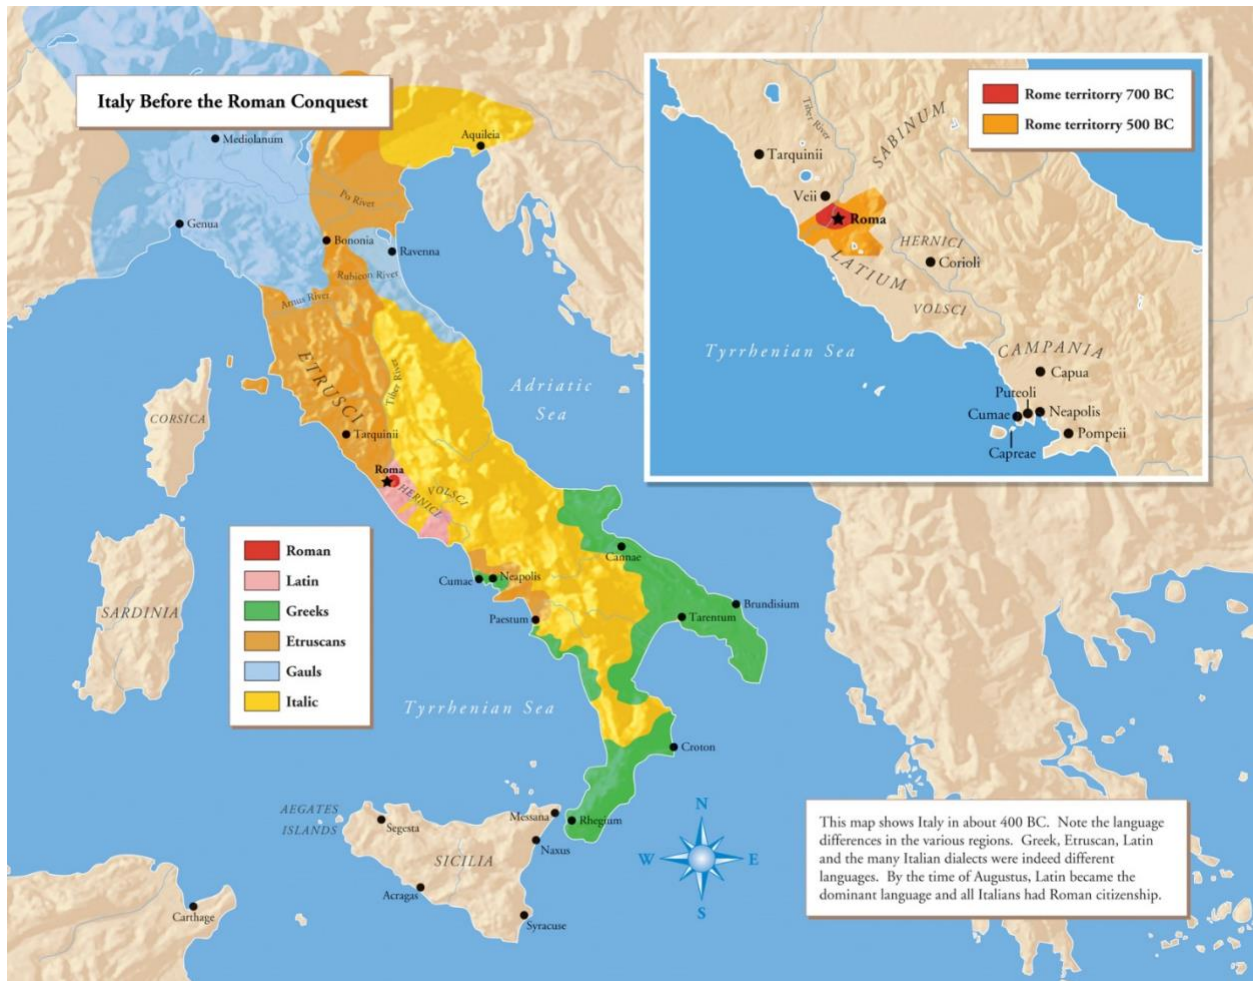 Italy Before the Roman Conquest
Mediolanum
Aquileia
Genua
Po River
Bononia
Ravenna
Rubicon River
Arnus River
ETRUSCI
Tiber River
Adriatic
Sea
CORSICA
Tarquinii
Roma
HERNICI
VOLSCI
SARDINIA
Cumae
Neapolis
Paestum
Cannae
Brundisium
Tarentum
Tyrrhenian Sea
Croton
AEGATES
ISLANDS
Segesta
Messana
Rhegium
Naxus
SICILIA
Acragas
Syracuse
Carthage
Roman
Latin
Greeks
Etruscans
Gauls
Italic
N
W
E
S
Rome territorry 700 BC
Rome territorry 500 BC
Tiber River
SABINUM
Tarquinii
Veii
Roma
HERNICI
Corioli
LATIUM
VOLSCI
Tyrrhenian Sea
CAMPANIA
Capua
Puteoli
Cumae
Neapolis
Pompeii
Capreae
This map shows Italy in about 400 BC. Note the language
differences in the various regions. Greek, Etruscan, Latin
and the many Italian dialects were indeed different
languages. By the time of Augustus, Latin became the
dominant language and all Italians had Roman citizenship.